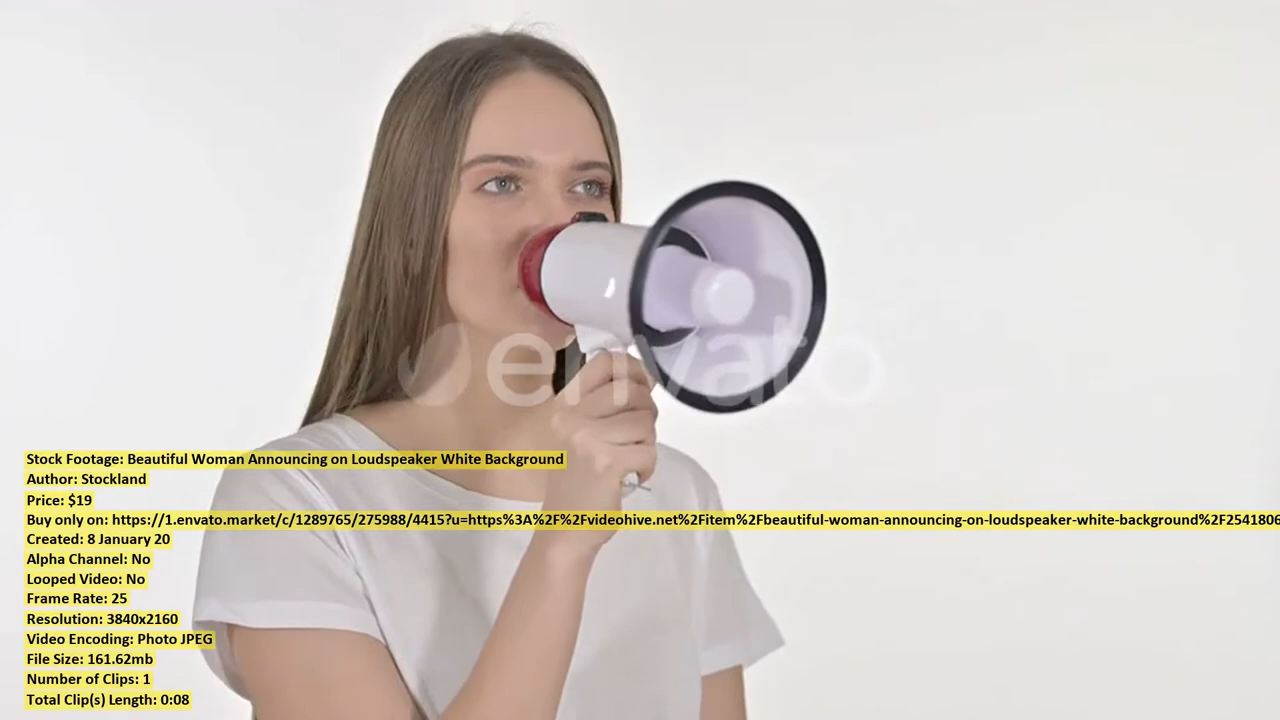 envato
Stock Footage: Beautiful Woman Announcing on Loudspeaker White Background
Author: Stockland
Price: $19
Buy only on: https://1.envato.market/c/1289765/275988/4415?u=https%3A%2F%2Fvideohive.net%2Fitem%2Fbeautiful-woman-announcing-on-loudspeaker-white-background%2F2541806
Created: 8 January 20
Alpha Channel: No
Looped Video: No
Frame Rate: 25
Resolution: 3840x2160
Video Encoding: Photo JPEG
File Size: 161.62mb
Number of Clips: 1
Total Clip(s) Length: 0:08